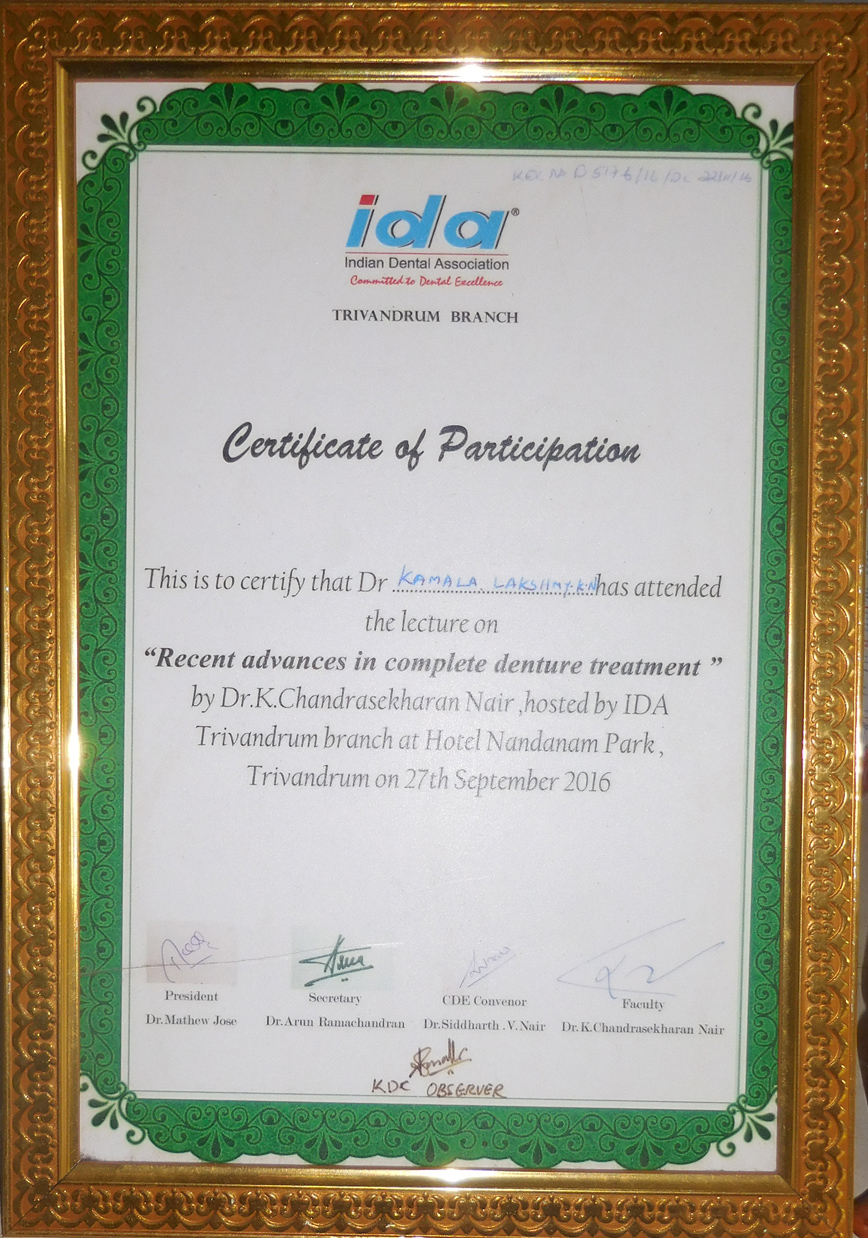 ida®
Indian Dental Association
Committed to Dental Excellence
TRIVANDRUM BRANCH
Certificate of Participation
This is to certify that Dr KAMALA LAKSHMY.K.N has attended
the lecture on
“Recent advances in complete denture treatment ”
by Dr.K.Chandrasekharan Nair ,hosted by IDA
Trivandrum branch at Hotel Nandanam Park ,
Trivandrum on 27th September 2016
President Secretary CDE Convenor Faculty
Dr.Mathew Jose Dr.Arun Ramachandran Dr.Siddharth .V.Nair Dr.K.Chandrasekharan Nair
KDC OBSERVER